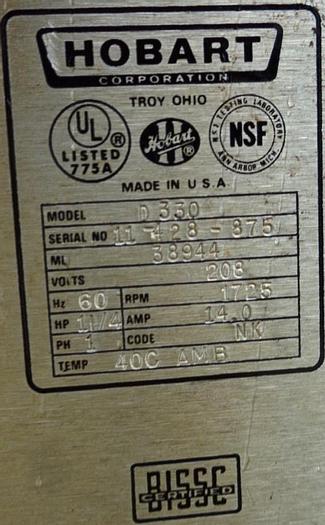 HOBART
CORPORATION
TROY OHIO
UL ®
LISTED
775A
Hobart
H
NSF TESTING LABORATORY
ANN ARBOR, MICH.
NSF
MADE IN U.S.A.
MODEL D 330
SERIAL NO 11-428-875
ML 38944
VOLTS 208
Hz 60 RPM 1725
HP 1 1/4 AMP 14.0
PH 1 CODE NK
TEMP 40C AMB
BISSC
CERTIFIED